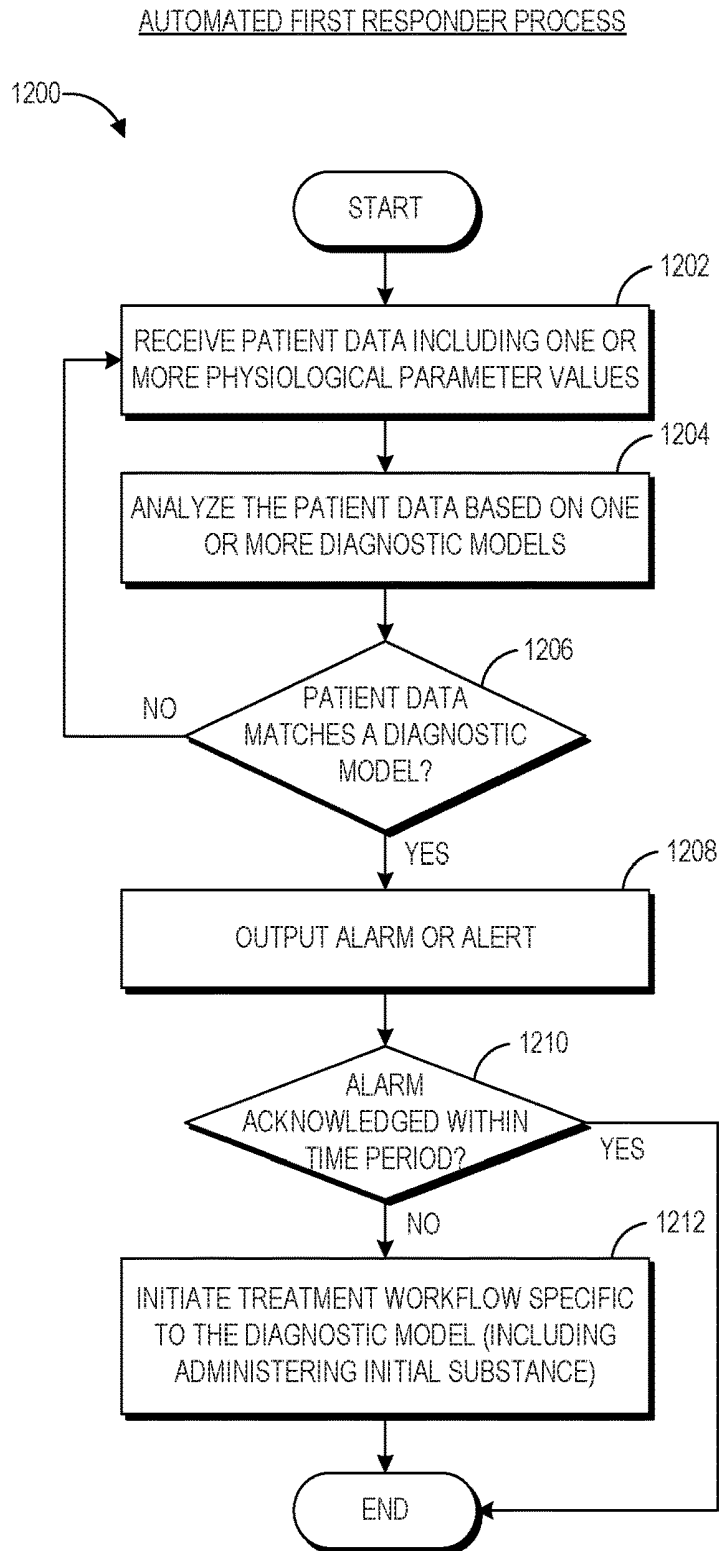 AUTOMATED FIRST RESPONDER PROCESS
1200
START
1202
RECEIVE PATIENT DATA INCLUDING ONE OR
MORE PHYSIOLOGICAL PARAMETER VALUES
1204
ANALYZE THE PATIENT DATA BASED ON ONE
OR MORE DIAGNOSTIC MODELS
1206
PATIENT DATA
MATCHES A DIAGNOSTIC
MODEL?
NO
YES
1208
OUTPUT ALARM OR ALERT
1210
ALARM
ACKNOWLEDGED WITHIN
TIME PERIOD?
YES
NO
1212
INITIATE TREATMENT WORKFLOW SPECIFIC
TO THE DIAGNOSTIC MODEL (INCLUDING
ADMINISTERING INITIAL SUBSTANCE)
END